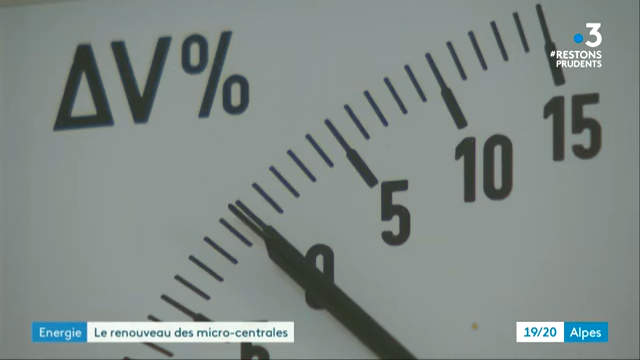 ΔV%
3
#RESTONS
PRUDENTS
15
10
5
0
Energie
Le renouveau des micro-centrales
19/20
Alpes